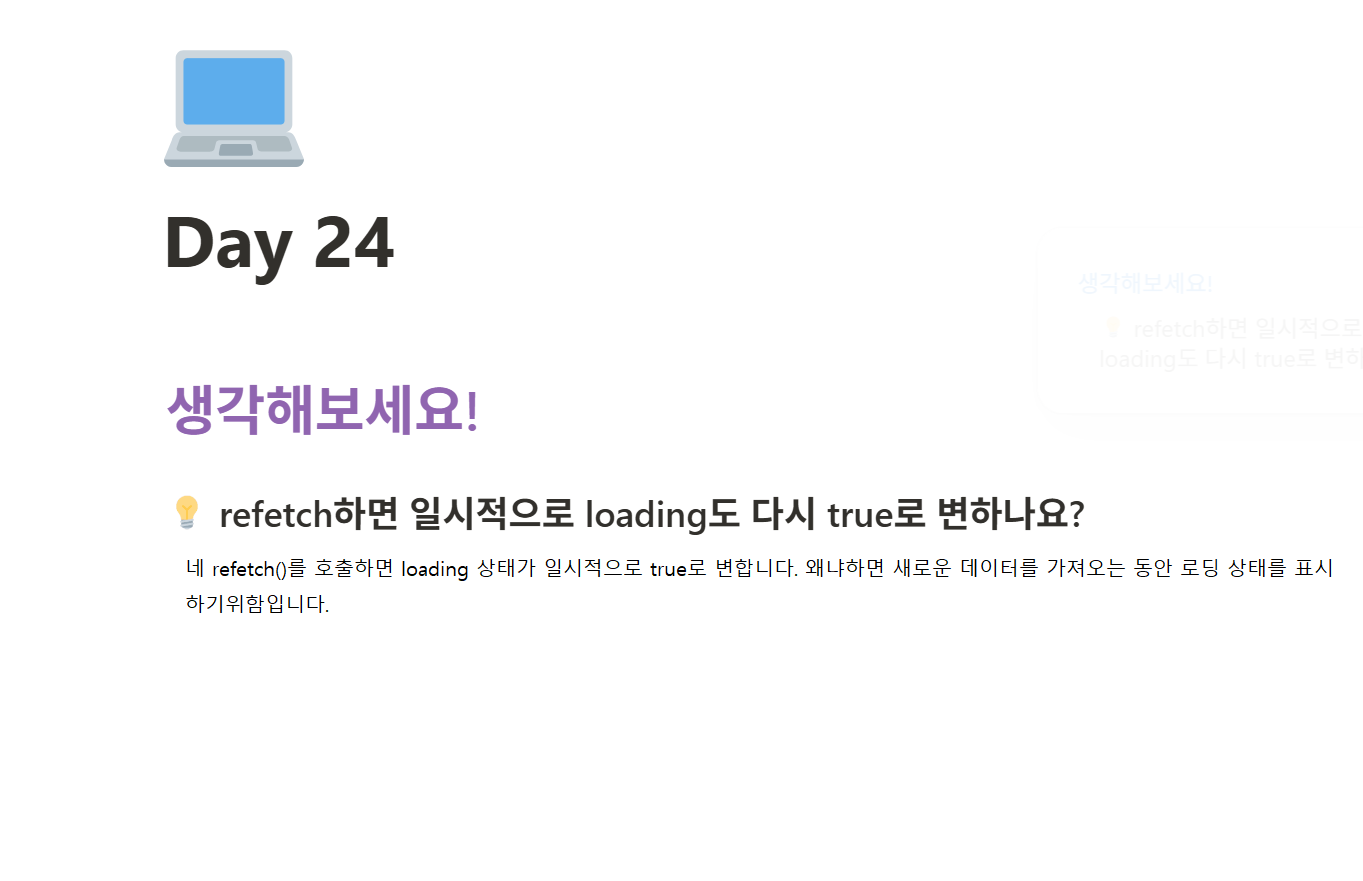 Day 24
생각해보세요!
생각해보세요!
💡 refetch하면 일시적으로
loading도 다시 true로 변하
💡 refetch하면 일시적으로 loading도 다시 true로 변하나요?
네 refetch()를 호출하면 loading 상태가 일시적으로 true로 변합니다. 왜냐하면 새로운 데이터를 가져오는 동안 로딩 상태를 표시
하기위함입니다.